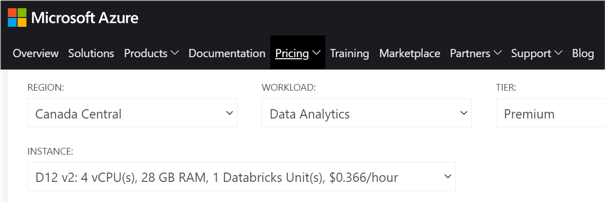 Microsoft Azure
Overview Solutions Products Documentation Pricing Training Marketplace Partners Support Blog
REGION: WORKLOAD: TIER:
Canada Central Data Analytics Premium
INSTANCE:
D12 v2: 4 vCPU(s), 28 GB RAM, 1 Databricks Unit(s), $0.366/hour